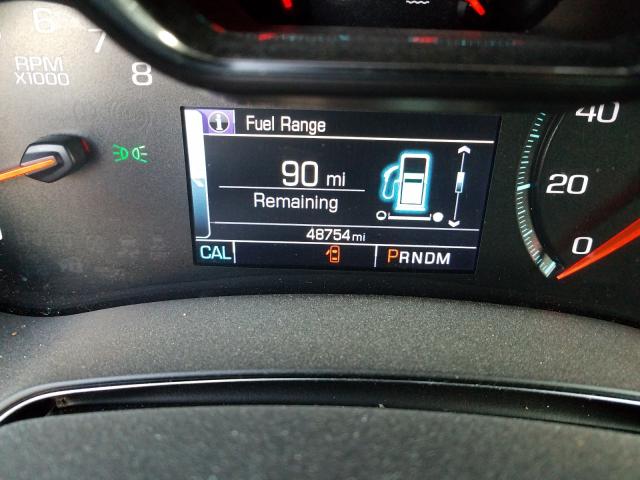 6 7 8
RPM
X1000
i Fuel Range
90 mi
Remaining
48754 mi
CAL PRNDM
40
20
0